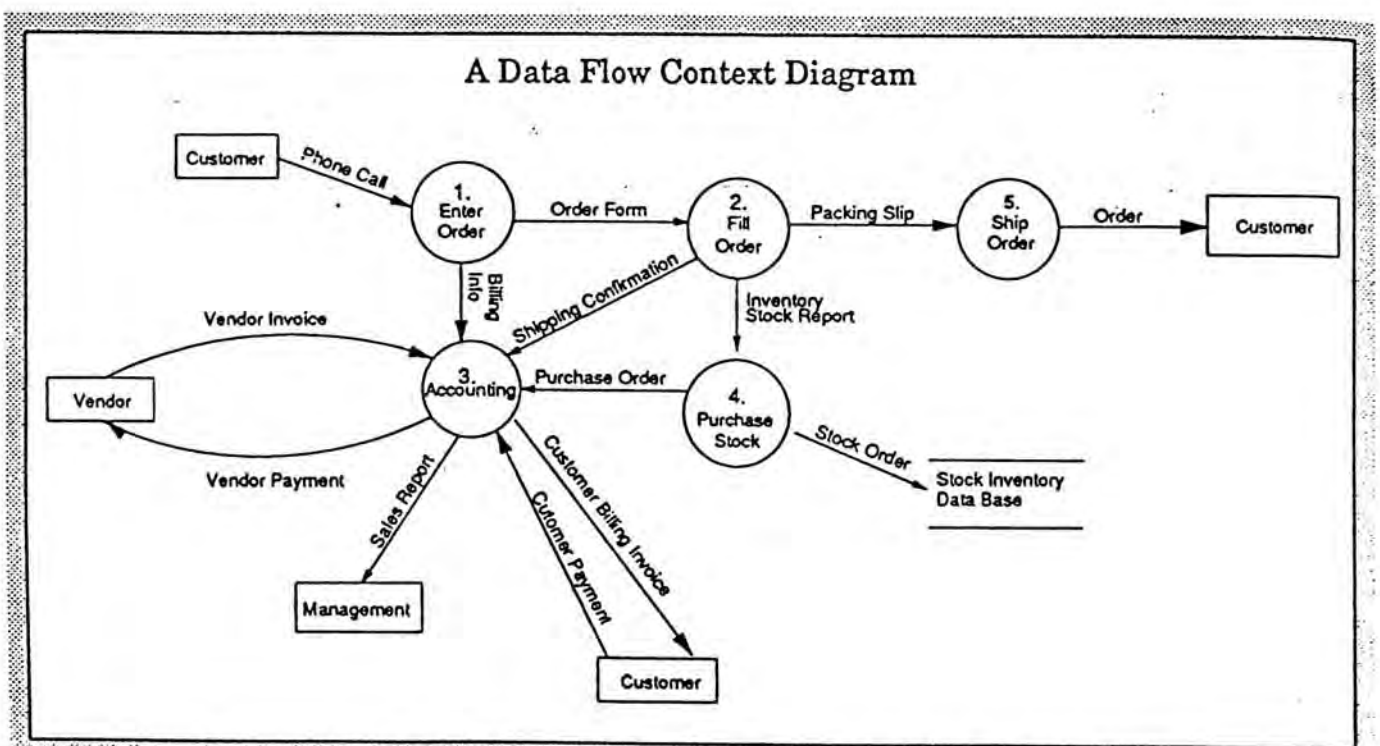 A Data Flow Context Diagram
Customer
Phone Call
1.
Enter
Order
Order Form
2.
Fill
Order
Packing Slip
5.
Ship
Order
Order
Customer
Billing
Info
Shipping Confirmation
Inventory
Stock Report
Vendor Invoice
Vendor
3.
Accounting
Purchase Order
4.
Purchase
Stock
Stock Order
Stock Inventory
Data Base
Vendor Payment
Sales Report
Customer Billing Invoice
Cutomer Payment
Management
Customer